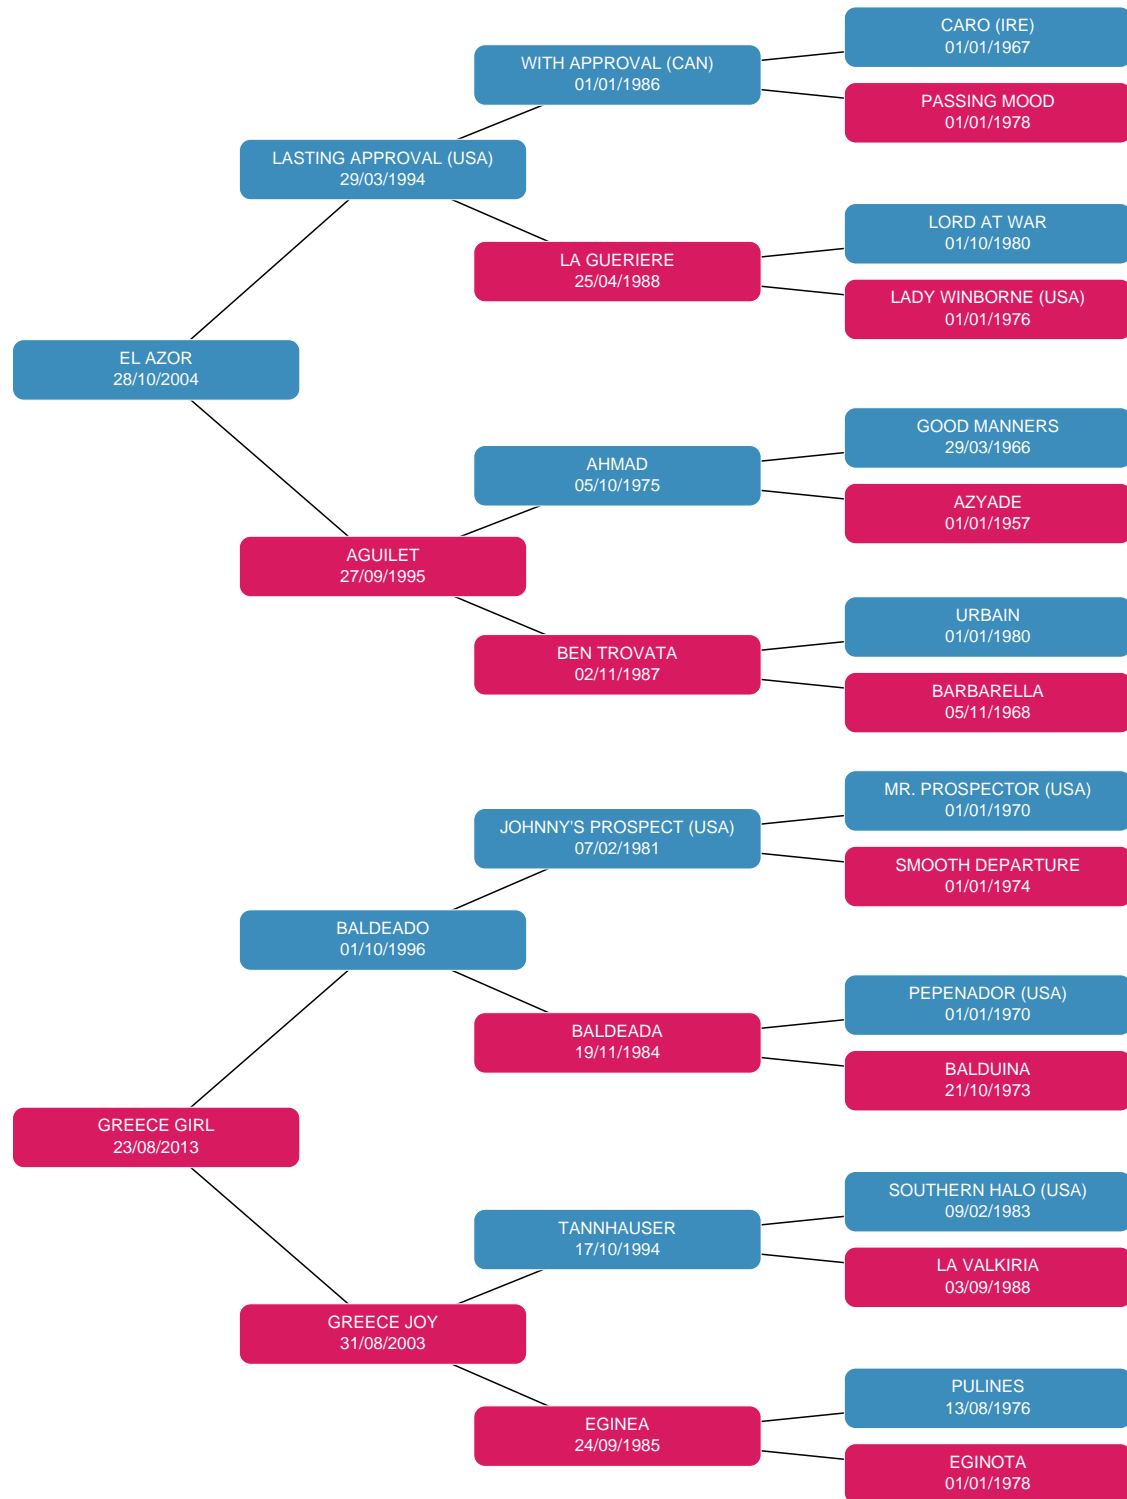 CARO (IRE)
01/01/1967
WITH APPROVAL (CAN)
01/01/1986
PASSING MOOD
01/01/1978
LASTING APPROVAL (USA)
29/03/1994
LORD AT WAR
01/10/1980
LA GUERIERE
25/04/1988
LADY WINBORNE (USA)
01/01/1976
EL AZOR
28/10/2004
GOOD MANNERS
29/03/1966
AHMAD
05/10/1975
AZYADE
01/01/1957
AGUILET
27/09/1995
URBAIN
01/01/1980
BEN TROVATA
02/11/1987
BARBARELLA
05/11/1968
MR. PROSPECTOR (USA)
01/01/1970
JOHNNY'S PROSPECT (USA)
07/02/1981
SMOOTH DEPARTURE
01/01/1974
BALDEADO
01/10/1996
PEPENADOR (USA)
01/01/1970
BALDEADA
19/11/1984
BALDUINA
21/10/1973
GREECE GIRL
23/08/2013
SOUTHERN HALO (USA)
09/02/1983
TANNHAUSER
17/10/1994
LA VALKIRIA
03/09/1988
GREECE JOY
31/08/2003
PULINES
13/08/1976
EGINEA
24/09/1985
EGINOTA
01/01/1978